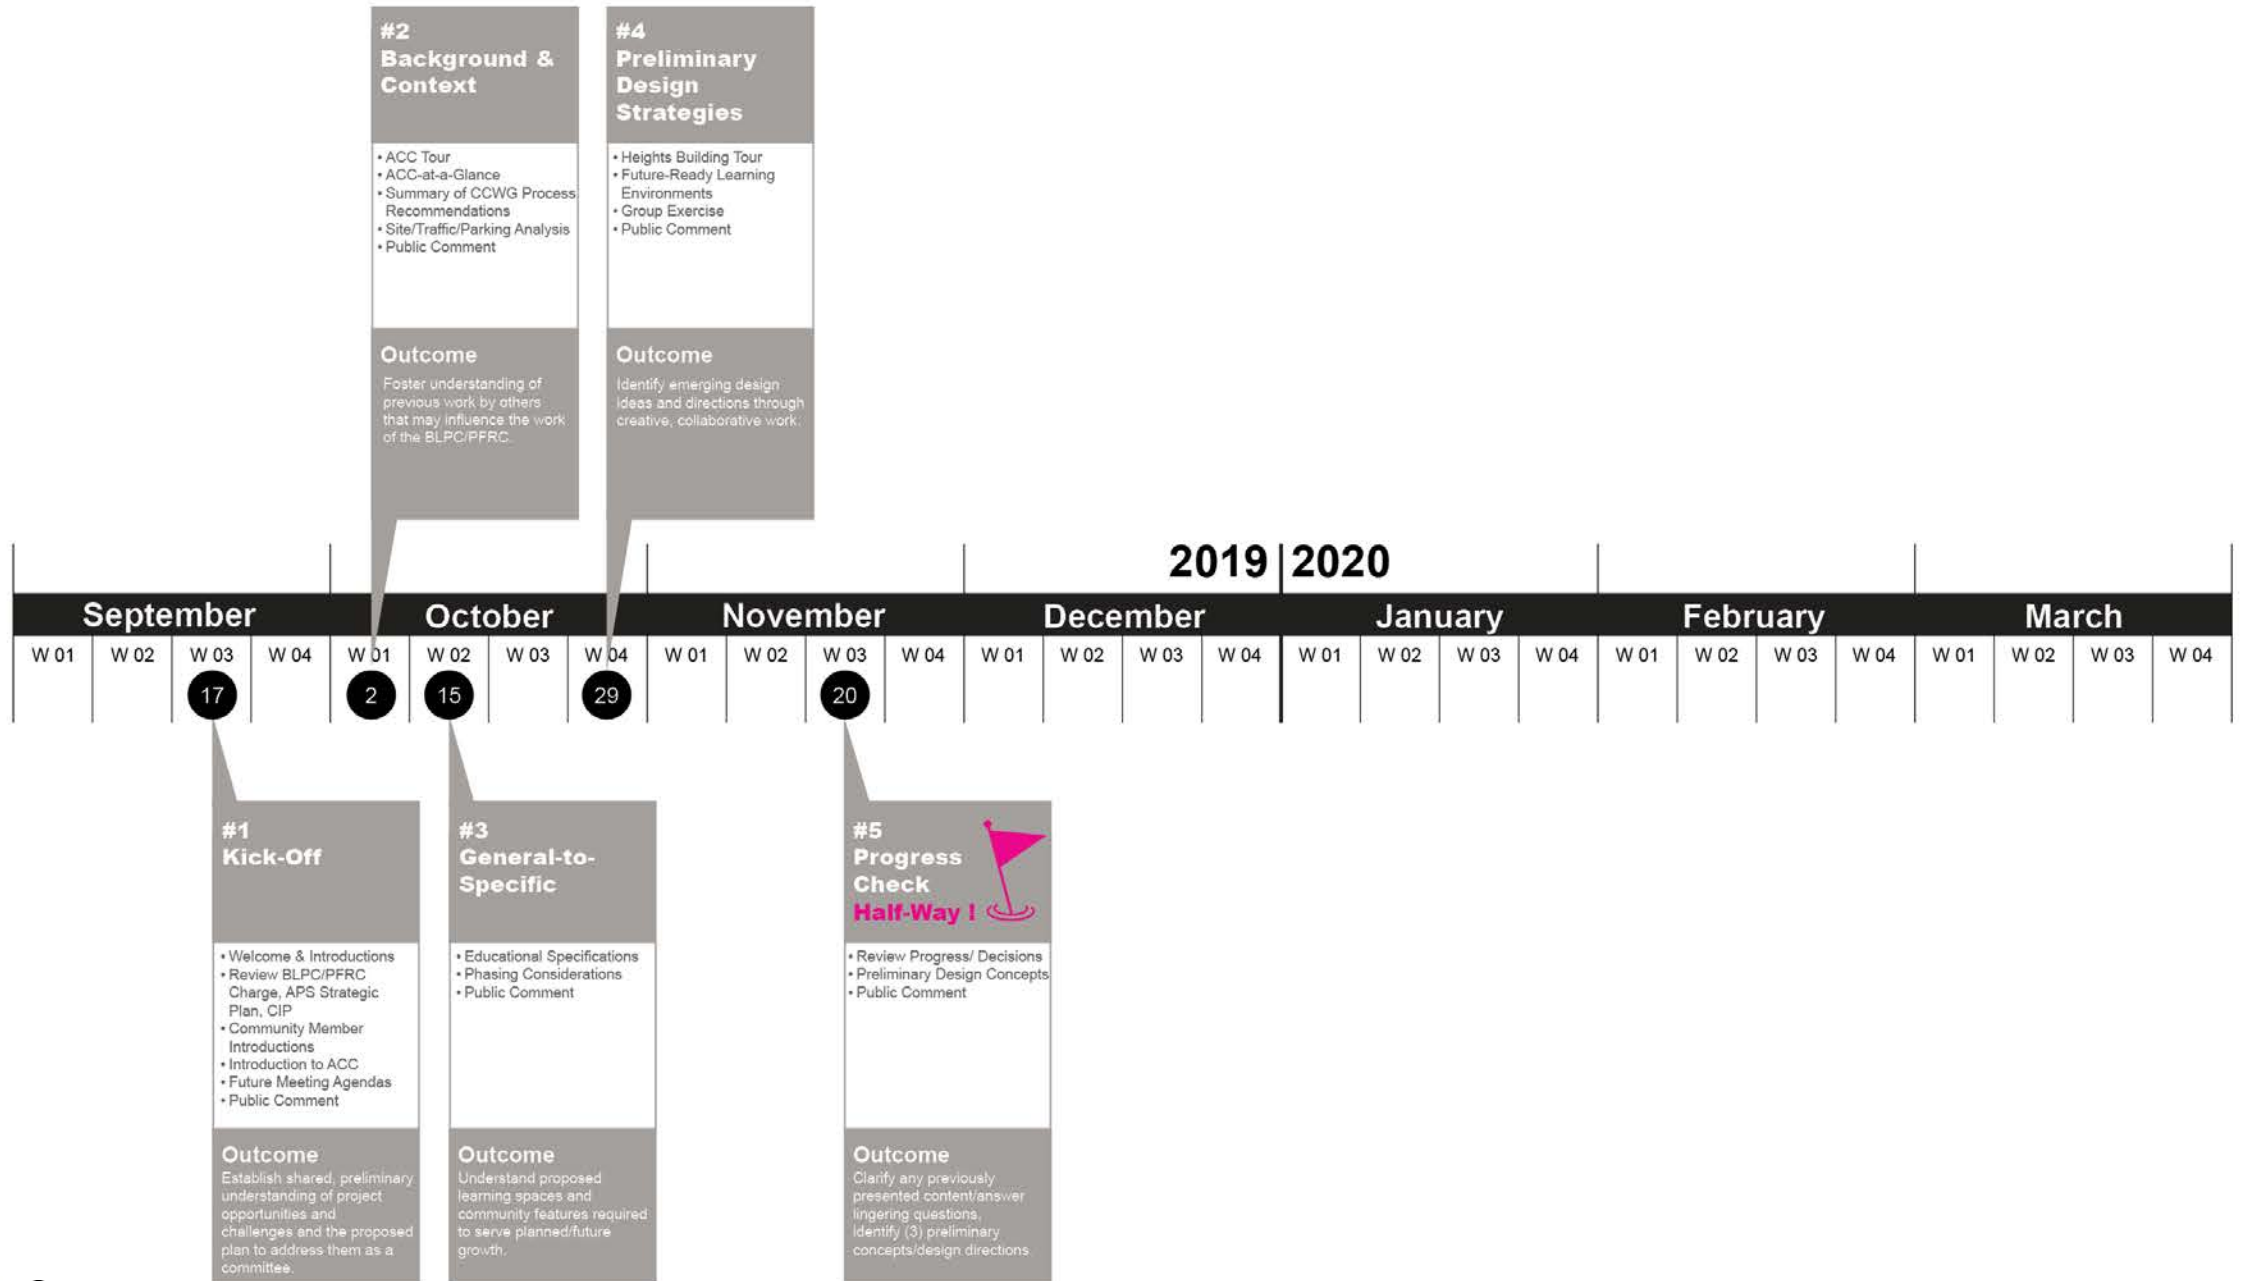 #2
Background &
Context
• ACC Tour
• ACC-at-a-Glance
• Summary of CCWG Process
Recommendations
• Site/Traffic/Parking Analysis
• Public Comment
Outcome
Foster understanding of
previous work by others
that may influence the work
of the BLPC/PFRC.
#4
Preliminary
Design
Strategies
• Heights Building Tour
• Future-Ready Learning
Environments
• Group Exercise
• Public Comment
Outcome
Identify emerging design
ideas and directions through
creative, collaborative work.
2019 2020
September October November December January February March
W 01 W 02 W 03 W 04 W 01 W 02 W 03 W 04 W 01 W 02 W 03 W 04 W 01 W 02 W 03 W 04 W 01 W 02 W 03 W 04 W 01 W 02 W 03 W 04 W 01 W 02 W 03 W 04
17 2 15 29 20
#1
Kick-Off
• Welcome & Introductions
• Review BLPC/PFRC
Charge, APS Strategic
Plan, CIP
• Community Member
Introductions
• Introduction to ACC
• Future Meeting Agendas
• Public Comment
Outcome
Establish shared, preliminary
understanding of project
opportunities and
challenges and the proposed
plan to address them as a
committee.
#3
General-to-
Specific
• Educational Specifications
• Phasing Considerations
• Public Comment
Outcome
Understand proposed
learning spaces and
community features required
to serve planned/future
growth.
#5
Progress
Check
Half-Way !
• Review Progress/ Decisions
• Preliminary Design Concepts
• Public Comment
Outcome
Clarify any previously
presented content/answer
lingering questions,
identify (3) preliminary
concepts/design directions